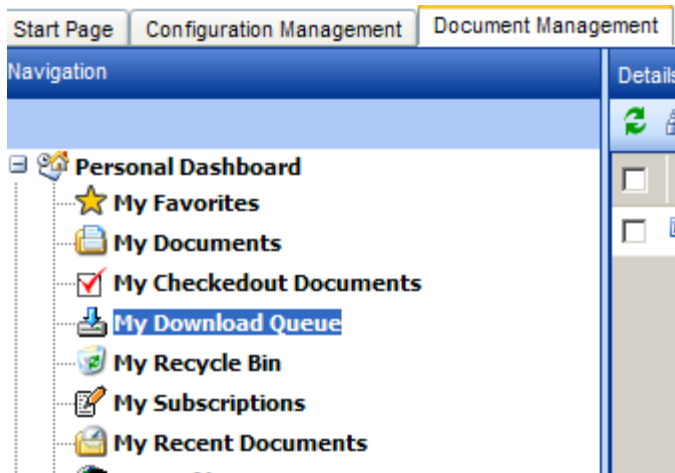 Start Page Configuration Management Document Management
Navigation
Details
Personal Dashboard
My Favorites
My Documents
My Checkedout Documents
My Download Queue
My Recycle Bin
My Subscriptions
My Recent Documents